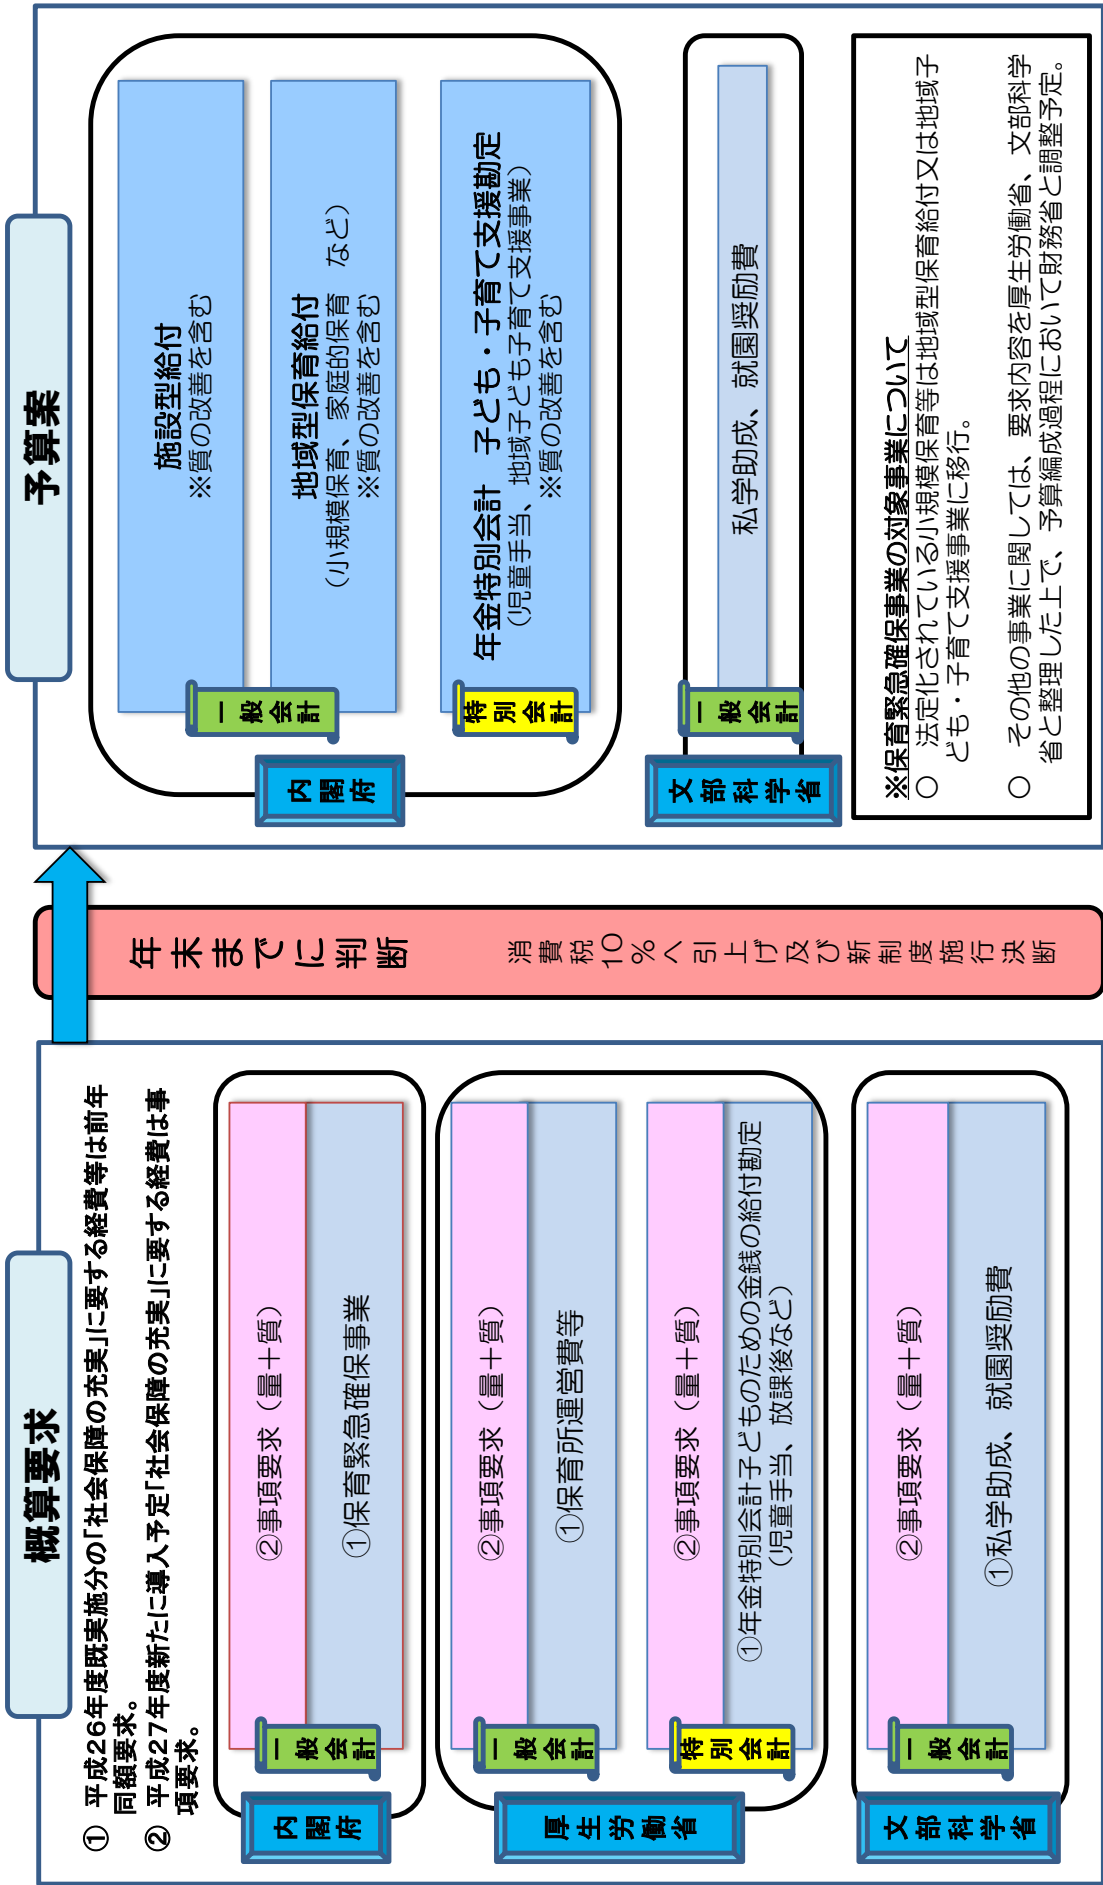 概算要求
① 平成26年度既実施分の「社会保障の充実」に要する経費等は前年
同額要求。
② 平成27年度新たに導入予定「社会保障の充実」に要する経費は事
項要求。
内閣府
一般会計
②事項要求（量＋質）
①保育緊急確保事業
厚生労働省
一般会計
②事項要求（量＋質）
①保育所運営費等
特別会計
②事項要求（量＋質）
①年金特別会計子どものための金銭の給付勘定
（児童手当、放課後など）
文部科学省
一般会計
②事項要求（量＋質）
①私学助成、就園奨励費
年末までに判断
消費税10％へ引上げ及び新制度施行決断
予算案
内閣府
一般会計
施設型給付
※質の改善を含む
地域型保育給付
（小規模保育、家庭的保育 など）
※質の改善を含む
特別会計
年金特別会計 子ども・子育て支援勘定
（児童手当、地域子ども子育て支援事業）
※質の改善を含む
文部科学省
一般会計
私学助成、就園奨励費
※保育緊急確保事業の対象事業について
○ 法定化されている小規模保育等は地域型保育給付又は地域子
ども・子育て支援事業に移行。
○ その他の事業に関しては、要求内容を厚生労働省、文部科学
省と整理した上で、予算編成過程において財務省と調整予定。